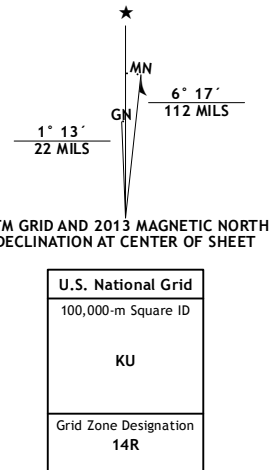 ★
MN
GN
6° 17´
112 MILS
1° 13´
22 MILS
TM GRID AND 2013 MAGNETIC NORTH
DECLINATION AT CENTER OF SHEET
U.S. National Grid
100,000-m Square ID
KU
Grid Zone Designation
14R